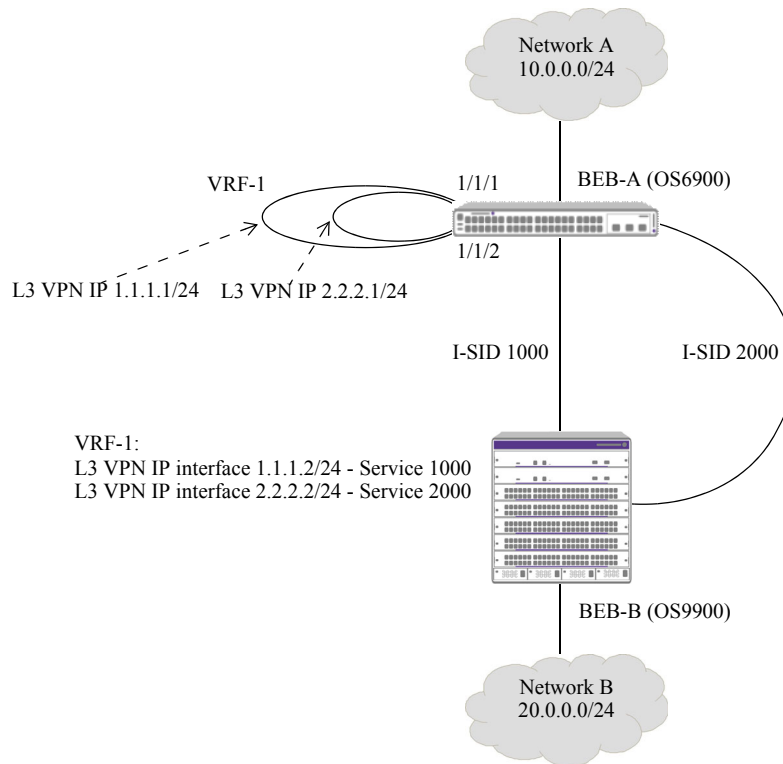 Network A
10.0.0.0/24
VRF-1
1/1/1
BEB-A (OS6900)
1/1/2
L3 VPN IP 1.1.1.1/24
L3 VPN IP 2.2.2.1/24
I-SID 1000
I-SID 2000
VRF-1:
L3 VPN IP interface 1.1.1.2/24 - Service 1000
L3 VPN IP interface 2.2.2.2/24 - Service 2000
BEB-B (OS9900)
Network B
20.0.0.0/24